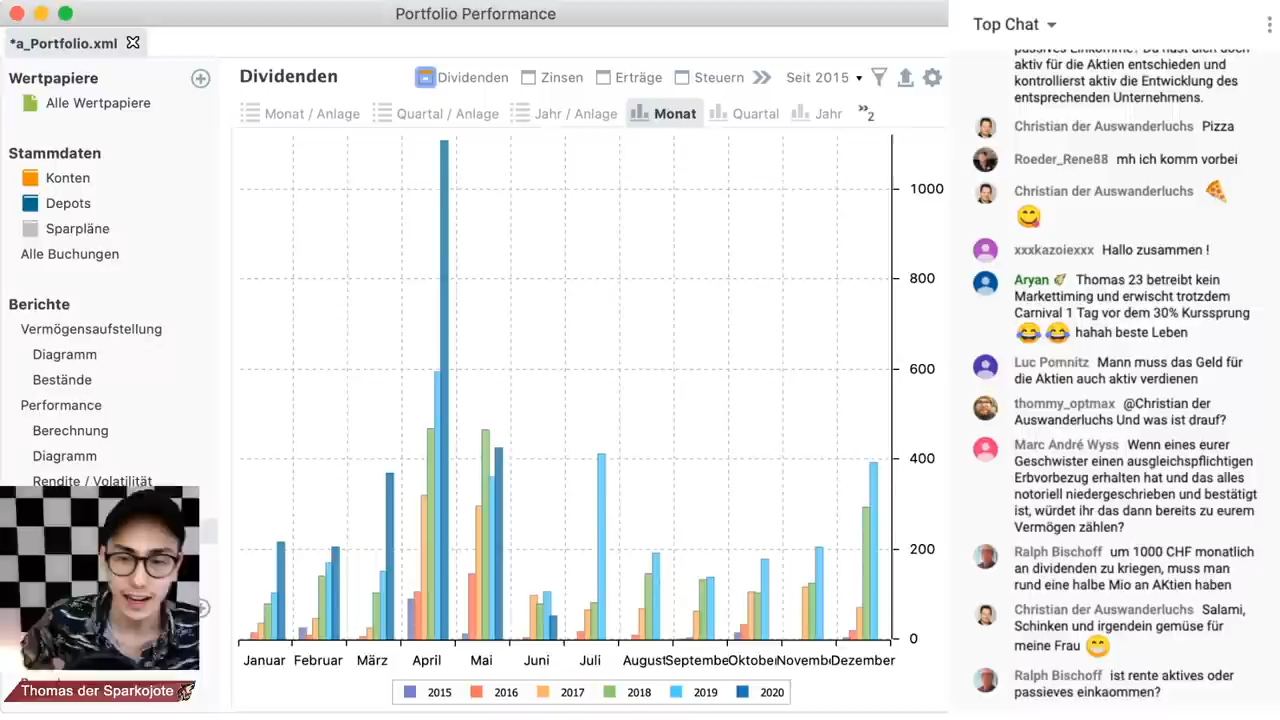 Portfolio Performance
*a_Portfolio.xml
Wertpapiere
Alle Wertpapiere
Stammdaten
Konten
Depots
Sparpläne
Alle Buchungen
Berichte
Vermögensaufstellung
Diagramm
Bestände
Performance
Berechnung
Diagramm
Rendite / Volatilität
Thomas der Sparkojote
Dividenden
Dividenden Zinsen Erträge Steuern Seit 2015
Monat / Anlage Quartal / Anlage Jahr / Anlage Monat Quartal Jahr 2
1000
800
600
400
200
0
Januar Februar März April Mai Juni Juli August Septembe Oktober Novembe Dezember
2015 2016 2017 2018 2019 2020
Top Chat
passives Einkomme? Du hast dich doch
aktiv für die Aktien entschieden und
kontrollierst aktiv die Entwicklung des
entsprechenden Unternehmens.
Christian der Auswanderluchs Pizza
Roeder_Rene88 mh ich komm vorbei
Christian der Auswanderluchs
xxxkazoiexxx Hallo zusammen !
Aryan Thomas 23 betreibt kein
Markettiming und erwischt trotzdem
Carnival 1 Tag vor dem 30% Kurssprung
hahah beste Leben
Luc Pomnitz Mann muss das Geld für
die Aktien auch aktiv verdienen
thommy_optmax @Christian der
Auswanderluchs Und was ist drauf?
Marc André Wyss Wenn eines eurer
Geschwister einen ausgleichspflichtigen
Erbvorbezug erhalten hat und das alles
notoriell niedergeschrieben und bestätigt
ist, würdet ihr das dann bereits zu eurem
Vermögen zählen?
Ralph Bischoff um 1000 CHF monatlich
an dividenden zu kriegen, muss man
rund eine halbe Mio an AKtien haben
Christian der Auswanderluchs Salami,
Schinken und irgendein gemüse für
meine Frau
Ralph Bischoff ist rente aktives oder
passieves einkaommen?